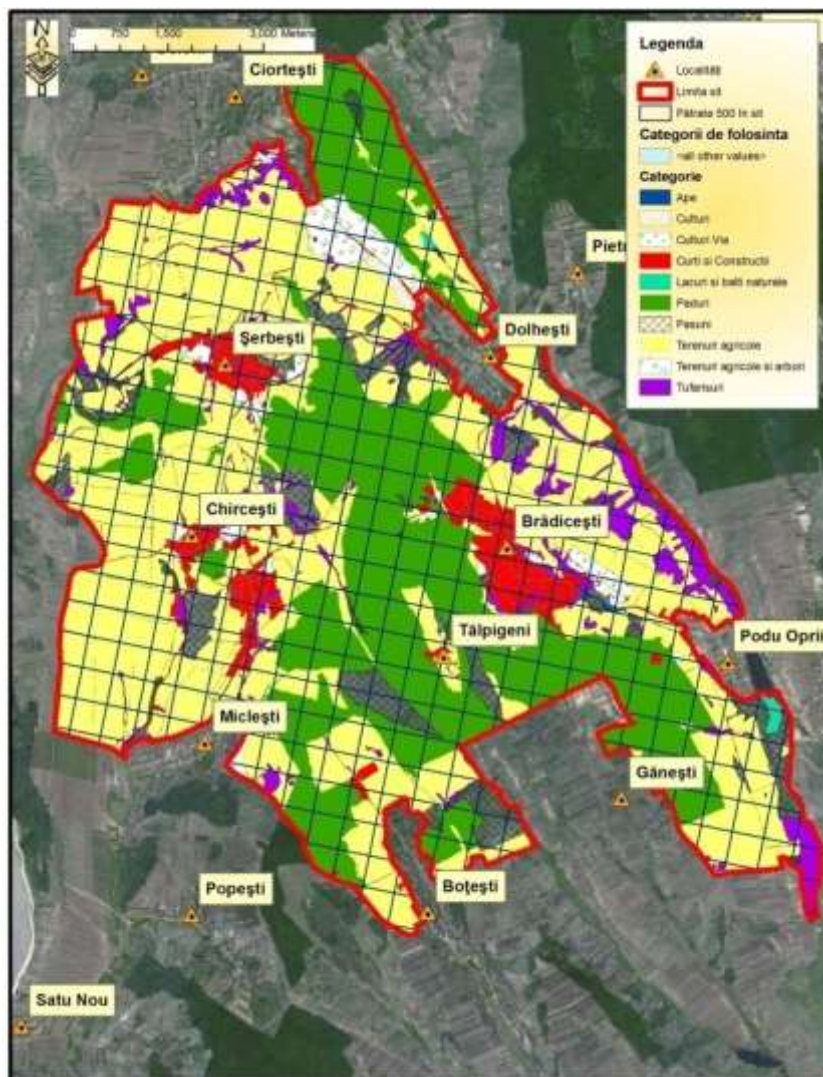 N
0 750 1,500 3,000 Meters
Ciorteşti
Legenda
Localităţi
Limita sit
Pătrate 500 în sit
Categorii de folosinta
<all other values>
Categorie
Ape
Culturi
Culturi Vie
Curti si Constructii
Lacuri si balti naturale
Paduri
Pasuni
Terenuri agricole
Terenuri agricole si arbori
Tufarisuri
Pietr
Şerbeşti
Dolheşti
Chirceşti
Brădiceşti
Tălpigeni
Podu Oprii
Micleşti
Găneşti
Popeşti
Boţeşti
Satu Nou